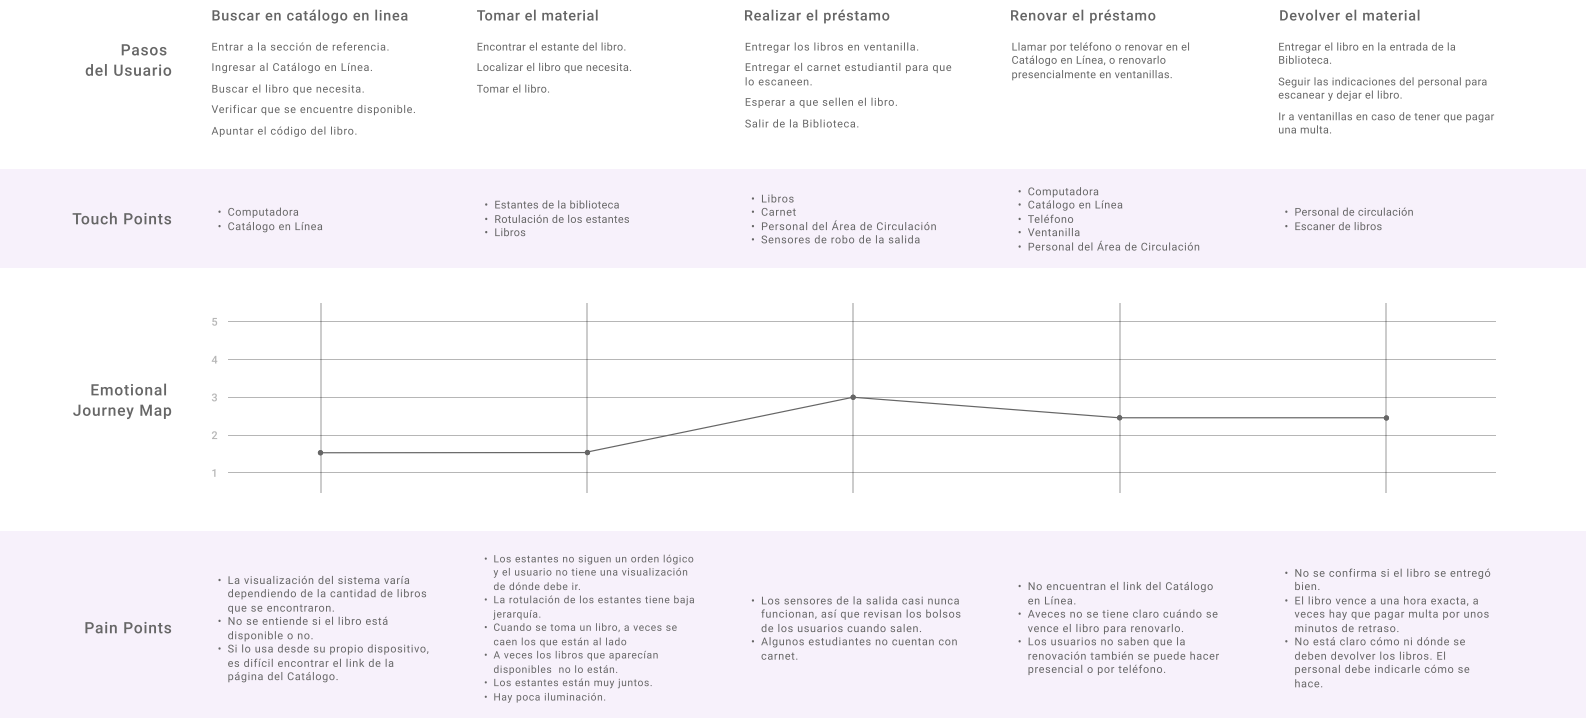 Buscar en catálogo en linea
Tomar el material
Realizar el préstamo
Renovar el préstamo
Devolver el material
Pasos
del Usuario
Entrar a la sección de referencia.
Ingresar al Catálogo en Línea.
Buscar el libro que necesita.
Verificar que se encuentre disponible.
Apuntar el código del libro.
Encontrar el estante del libro.
Localizar el libro que necesita.
Tomar el libro.
Entregar los libros en ventanilla.
Entregar el carnet estudiantil para que
lo escaneen.
Esperar a que sellen el libro.
Salir de la Biblioteca.
Llamar por teléfono o renovar en el
Catálogo en Línea, o renovarlo
presencialmente en ventanillas.
Entregar el libro en la entrada de la
Biblioteca.
Seguir las indicaciones del personal para
escanear y dejar el libro.
Ir a ventanillas en caso de tener que pagar
una multa.
Touch Points
• Computadora
• Catálogo en Línea
• Estantes de la biblioteca
• Rotulación de los estantes
• Libros
• Libros
• Carnet
• Personal del Área de Circulación
• Sensores de robo de la salida
• Computadora
• Catálogo en Línea
• Teléfono
• Ventanilla
• Personal del Área de Circulación
• Personal de circulación
• Escaner de libros
Emotional
Journey Map
5
4
3
2
1
Pain Points
• La visualización del sistema varía
dependiendo de la cantidad de libros
que se encontraron.
• No se entiende si el libro está
disponible o no.
• Si lo usa desde su propio dispositivo,
es difícil encontrar el link de la
página del Catálogo.
• Los estantes no siguen un orden lógico
y el usuario no tiene una visualización
de dónde debe ir.
• La rotulación de los estantes tiene baja
jerarquía.
• Cuando se toma un libro, a veces se
caen los que están al lado
• A veces los libros que aparecían
disponibles  no lo están.
• Los estantes están muy juntos.
• Hay poca iluminación.
• Los sensores de la salida casi nunca
funcionan, así que revisan los bolsos
de los usuarios cuando salen.
• Algunos estudiantes no cuentan con
carnet.
• No encuentran el link del Catálogo
en Línea.
• Aveces no se tiene claro cuándo se
vence el libro para renovarlo.
• Los usuarios no saben que la
renovación también se puede hacer
presencial o por teléfono.
• No se confirma si el libro se entregó
bien.
• El libro vence a una hora exacta, a
veces hay que pagar multa por unos
minutos de retraso.
• No está claro cómo ni dónde se
deben devolver los libros. El
personal debe indicarle cómo se
hace.